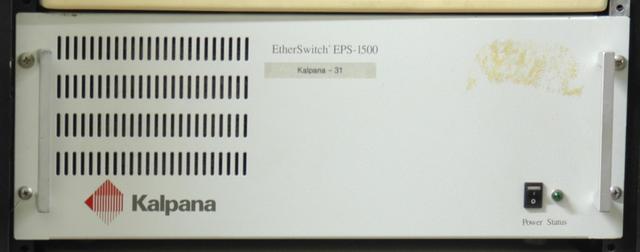 EtherSwitch® EPS-1500
Kalpana - 31
Kalpana
Power Status